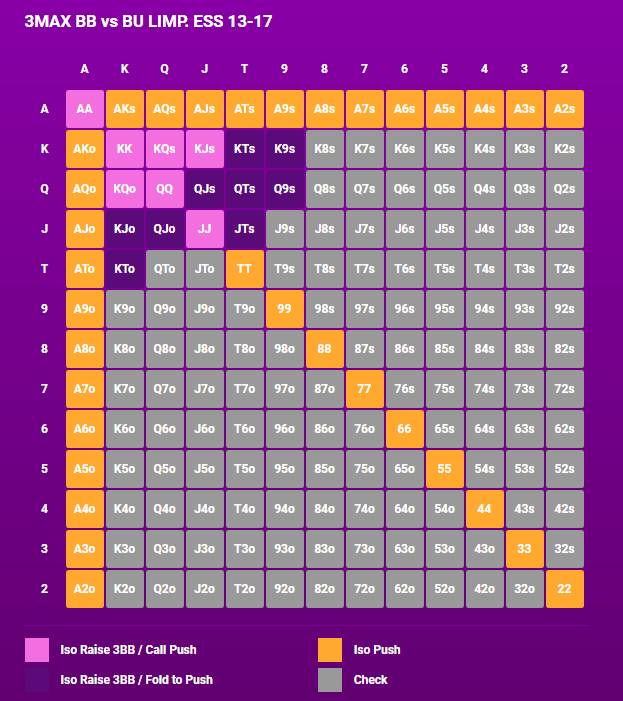 3MAX BB vs BU LIMP. ESS 13-17
A K Q J T 9 8 7 6 5 4 3 2
A AA AKs AQs AJs ATs A9s A8s A7s A6s A5s A4s A3s A2s
K AKo KK KQs KJs KTs K9s K8s K7s K6s K5s K4s K3s K2s
Q AQo KQo QQ QJs QTs Q9s Q8s Q7s Q6s Q5s Q4s Q3s Q2s
J AJo KJo QJo JJ JTs J9s J8s J7s J6s J5s J4s J3s J2s
T ATo KTo QTo JTo TT T9s T8s T7s T6s T5s T4s T3s T2s
9 A9o K9o Q9o J9o T9o 99 98s 97s 96s 95s 94s 93s 92s
8 A8o K8o Q8o J8o T8o 98o 88 87s 86s 85s 84s 83s 82s
7 A7o K7o Q7o J7o T7o 97o 87o 77 76s 75s 74s 73s 72s
6 A6o K6o Q6o J6o T6o 96o 86o 76o 66 65s 64s 63s 62s
5 A5o K5o Q5o J5o T5o 95o 85o 75o 65o 55 54s 53s 52s
4 A4o K4o Q4o J4o T4o 94o 84o 74o 64o 54o 44 43s 42s
3 A3o K3o Q3o J3o T3o 93o 83o 73o 63o 53o 43o 33 32s
2 A2o K2o Q2o J2o T2o 92o 82o 72o 62o 52o 42o 32o 22
Iso Raise 3BB / Call Push Iso Push
Iso Raise 3BB / Fold to Push Check